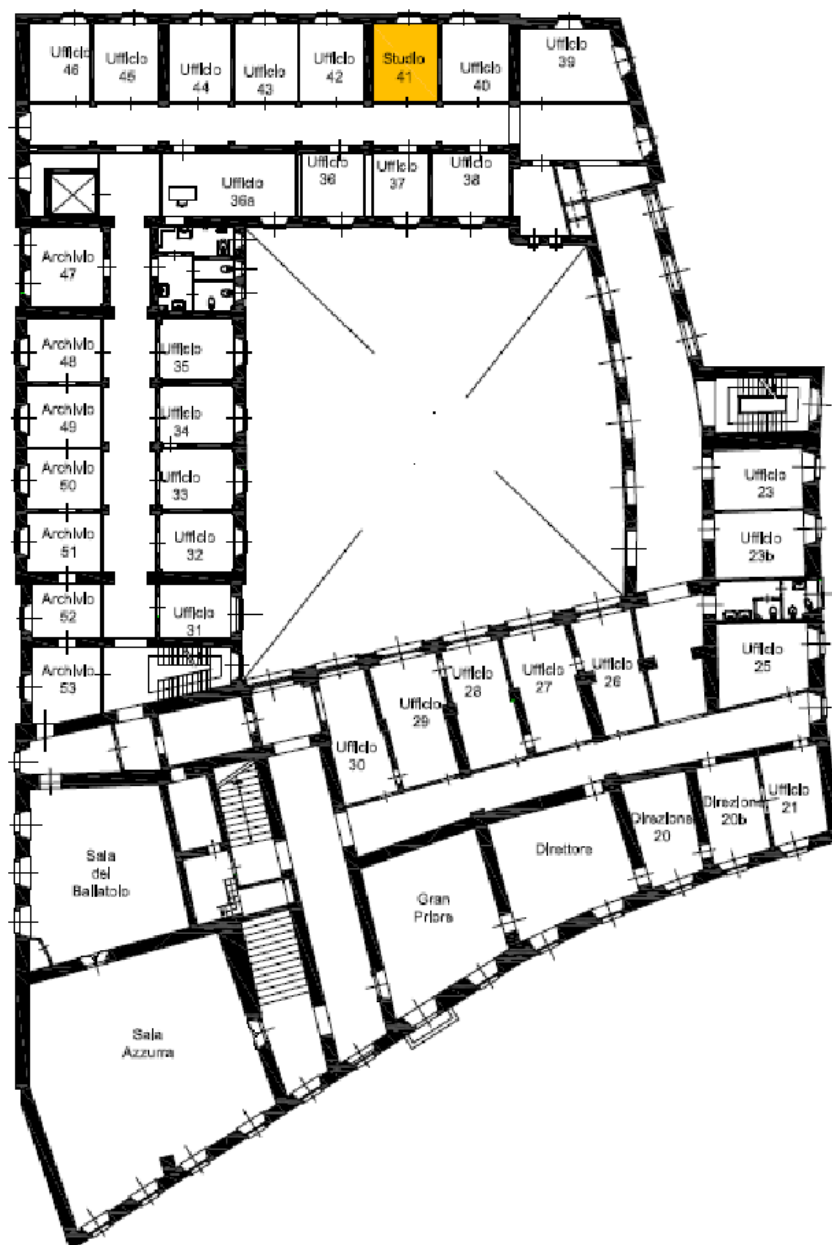 Ufficio
46
Ufficio
45
Ufficio
44
Ufficio
43
Ufficio
42
Studio
41
Ufficio
40
Ufficio
39
Ufficio
36a
Ufficio
36
Ufficio
37
Ufficio
38
Archivio
47
Archivio
48
Ufficio
35
Archivio
49
Ufficio
34
Archivio
50
Ufficio
33
Archivio
51
Ufficio
32
Archivio
52
Ufficio
31
Archivio
53
Ufficio
23
Ufficio
23b
Ufficio
25
Ufficio
26
Ufficio
27
Ufficio
28
Ufficio
29
Ufficio
30
Ufficio
21
Direzione
20b
Direzione
20
Direttore
Gran
Priore
Sala
del
Ballatoio
Sala
Azzurra